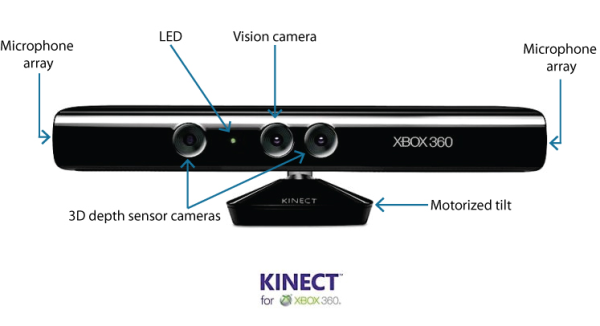 LED
Vision camera
Microphone
array
Microphone
array
XBOX 360
3D depth sensor cameras
KINECT
Motorized tilt
KINECT™
for XBOX 360.